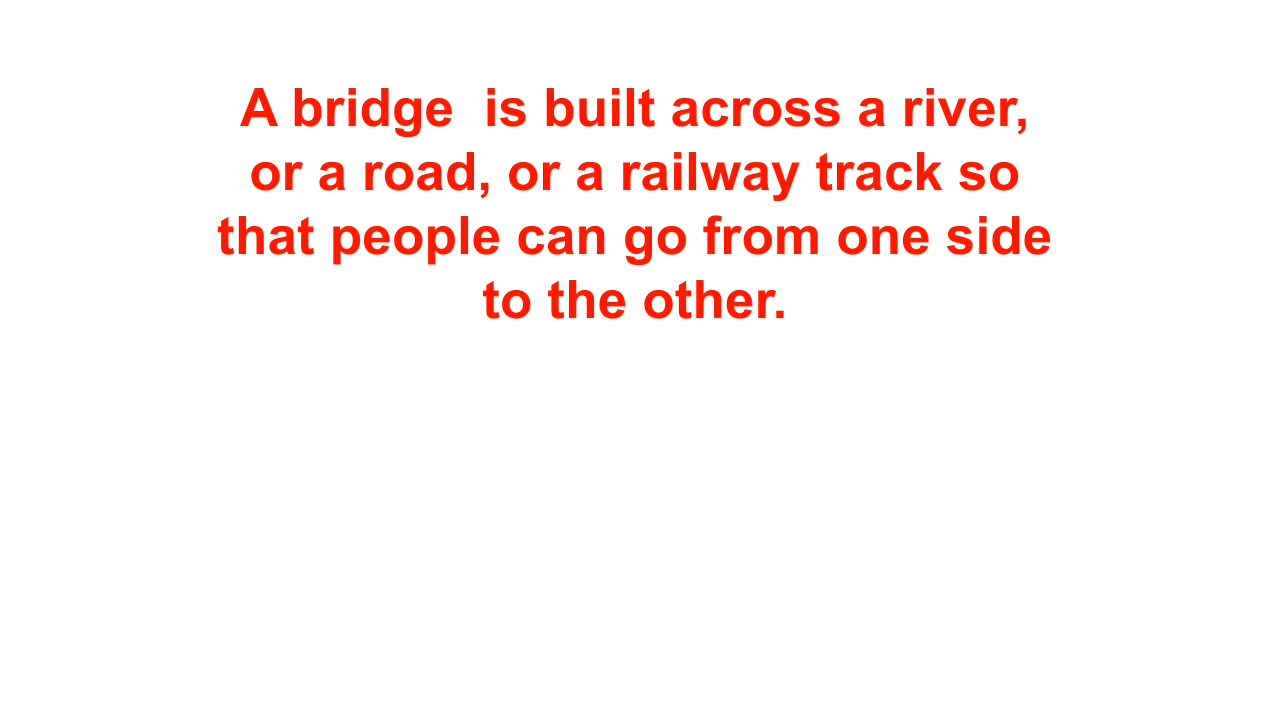 A bridge  is built across a river,
or a road, or a railway track so
that people can go from one side
to the other.